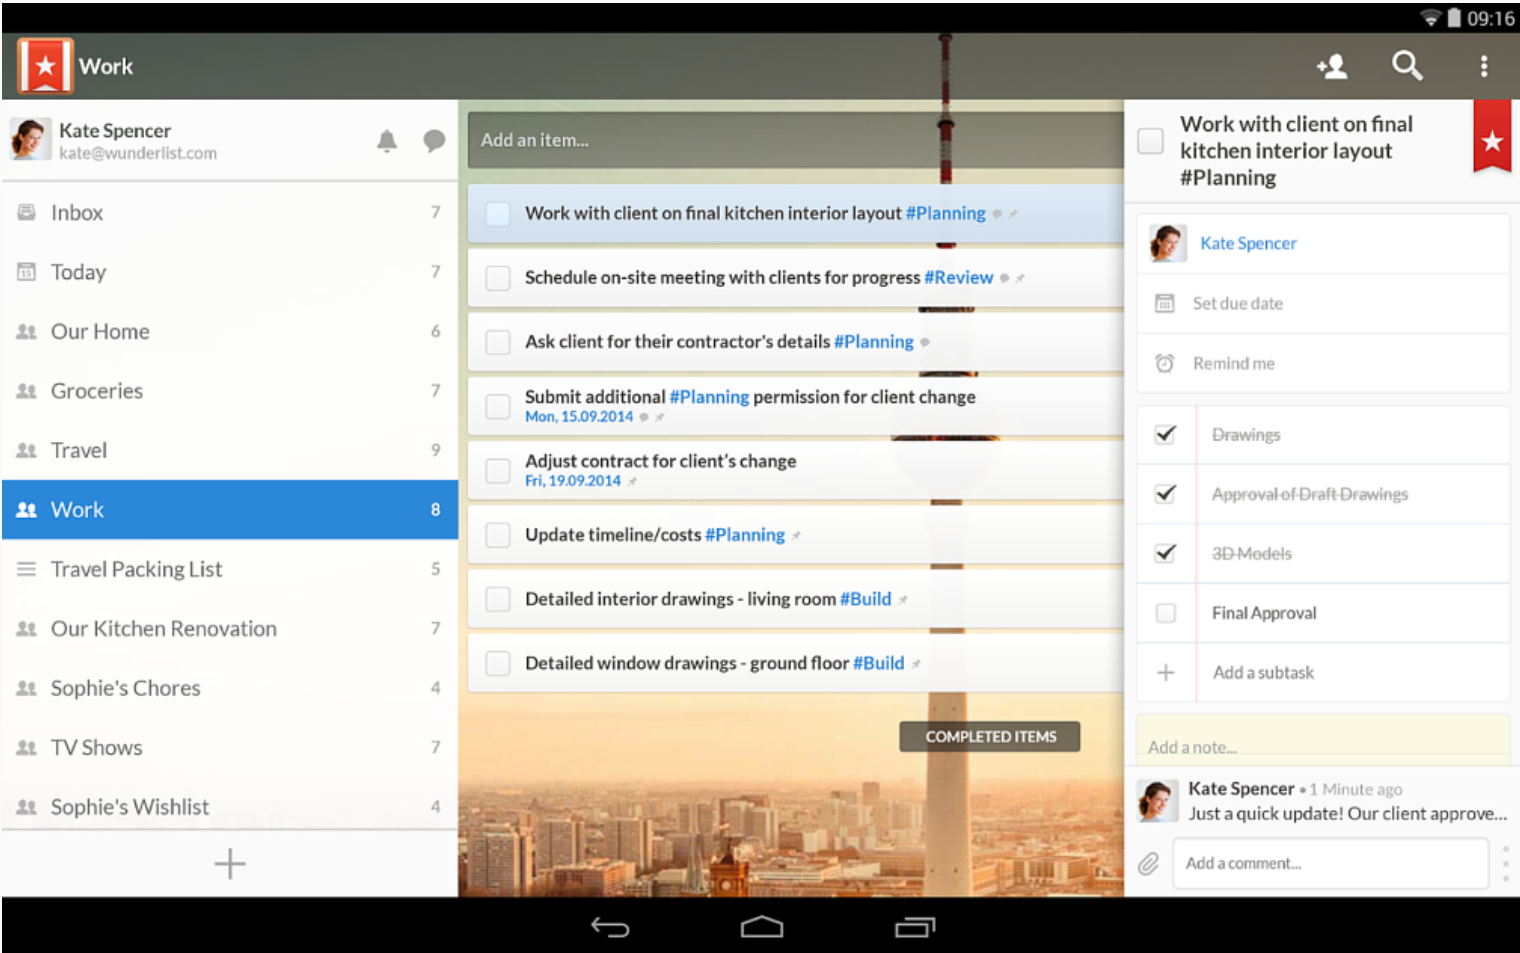 09:16
Work
Kate Spencer
kate@wunderlist.com
Inbox 7
15
Today 7
Our Home 6
Groceries 7
Travel 9
Work 8
Travel Packing List 5
Our Kitchen Renovation 7
Sophie's Chores 4
TV Shows 7
Sophie's Wishlist 4
Add an item...
Work with client on final kitchen interior layout #Planning
Schedule on-site meeting with clients for progress #Review
Ask client for their contractor's details #Planning
Submit additional #Planning permission for client change
Mon, 15.09.2014
Adjust contract for client's change
Fri, 19.09.2014
Update timeline/costs #Planning
Detailed interior drawings - living room #Build
Detailed window drawings - ground floor #Build
COMPLETED ITEMS
Work with client on final
kitchen interior layout
#Planning
Kate Spencer
Set due date
Remind me
Drawings
Approval of Draft Drawings
3D Models
Final Approval
Add a subtask
Add a note...
Kate Spencer • 1 Minute ago
Just a quick update! Our client approve...
Add a comment...